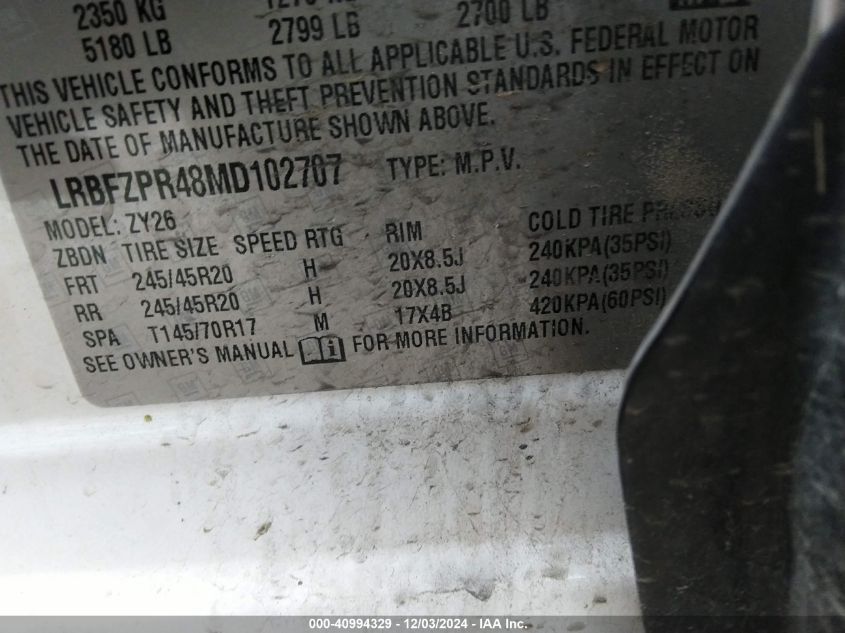 2350 KG
5180 LB 2799 LB 2700 LB
THIS VEHICLE CONFORMS TO ALL APPLICABLE U.S. FEDERAL MOTOR
VEHICLE SAFETY AND THEFT PREVENTION STANDARDS IN EFFECT ON
THE DATE OF MANUFACTURE SHOWN ABOVE.
LRBFZPR48MD102707 TYPE: M.P.V.
MODEL: ZY26
ZBDN TIRE SIZE SPEED RTG RIM COLD TIRE
FRT 245/45R20 H 20X8.5J 240KPA(35PSI)
RR 245/45R20 H 20X8.5J 240KPA(35PSI)
SPA T145/70R17 M 17X4B 420KPA(60PSI)
SEE OWNER'S MANUAL FOR MORE INFORMATION.
000-40994329 - 12/03/2024 - IAA Inc.